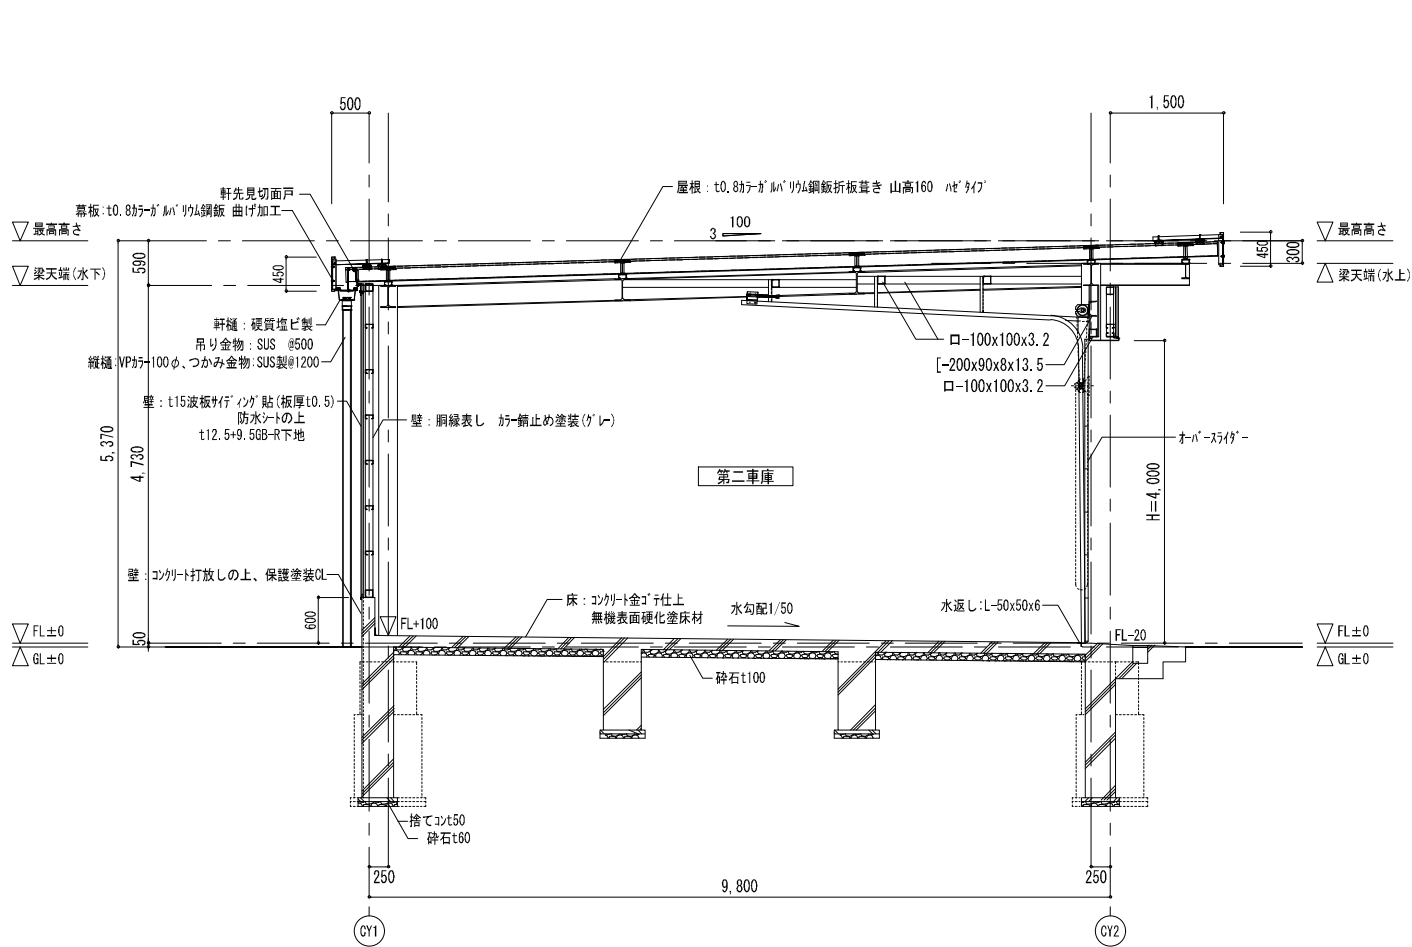 500
1,500
軒先見切面戸
幕板:t0.8ｶﾗｰｶﾞﾙﾊﾞﾘｳﾑ鋼鈑 曲げ加工
屋根：t0.8ｶﾗｰｶﾞﾙﾊﾞﾘｳﾑ鋼鈑折板葺き 山高160 ﾊｾﾞﾀｲﾌﾟ
100
3
最高高さ
最高高さ
590
450
450
300
梁天端(水下)
梁天端(水上)
軒樋：硬質塩ビ製
吊り金物：SUS @500
縦樋:VPｶﾗｰ100φ、つかみ金物:SUS製@1200
ロ-100x100x3.2
[-200x90x8x13.5
ロ-100x100x3.2
壁：t15波板ｻｲﾃﾞｨﾝｸﾞ貼(板厚t0.5)
防水ｼｰﾄの上
t12.5+9.5GB-R下地
壁：胴縁表し ｶﾗｰ錆止め塗装(ｸﾞﾚｰ)
ｵｰﾊﾞｰｽﾗｲﾀﾞｰ
5,370
4,730
第二車庫
H=4,000
壁：ｺﾝｸﾘｰﾄ打放しの上、保護塗装CL
床：ｺﾝｸﾘｰﾄ金ｺﾞﾃ仕上
無機表面硬化塗床材
水勾配1/50
水返し:L-50x50x6
600
FL+100
FL-20
FL±0
50
FL±0
GL±0
GL±0
砕石t100
捨てｺﾝt50
砕石t60
250
9,800
250
CY1
CY2